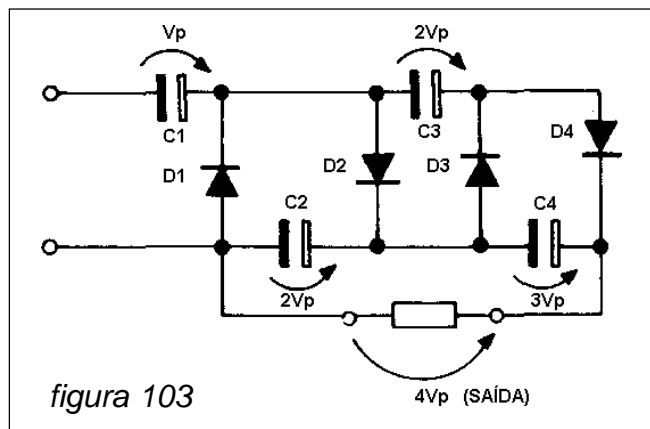 Vp
2Vp
C1
C3
D4
D1
D2
D3
C2
C4
2Vp
3Vp
4Vp (SAÍDA)
figura 103